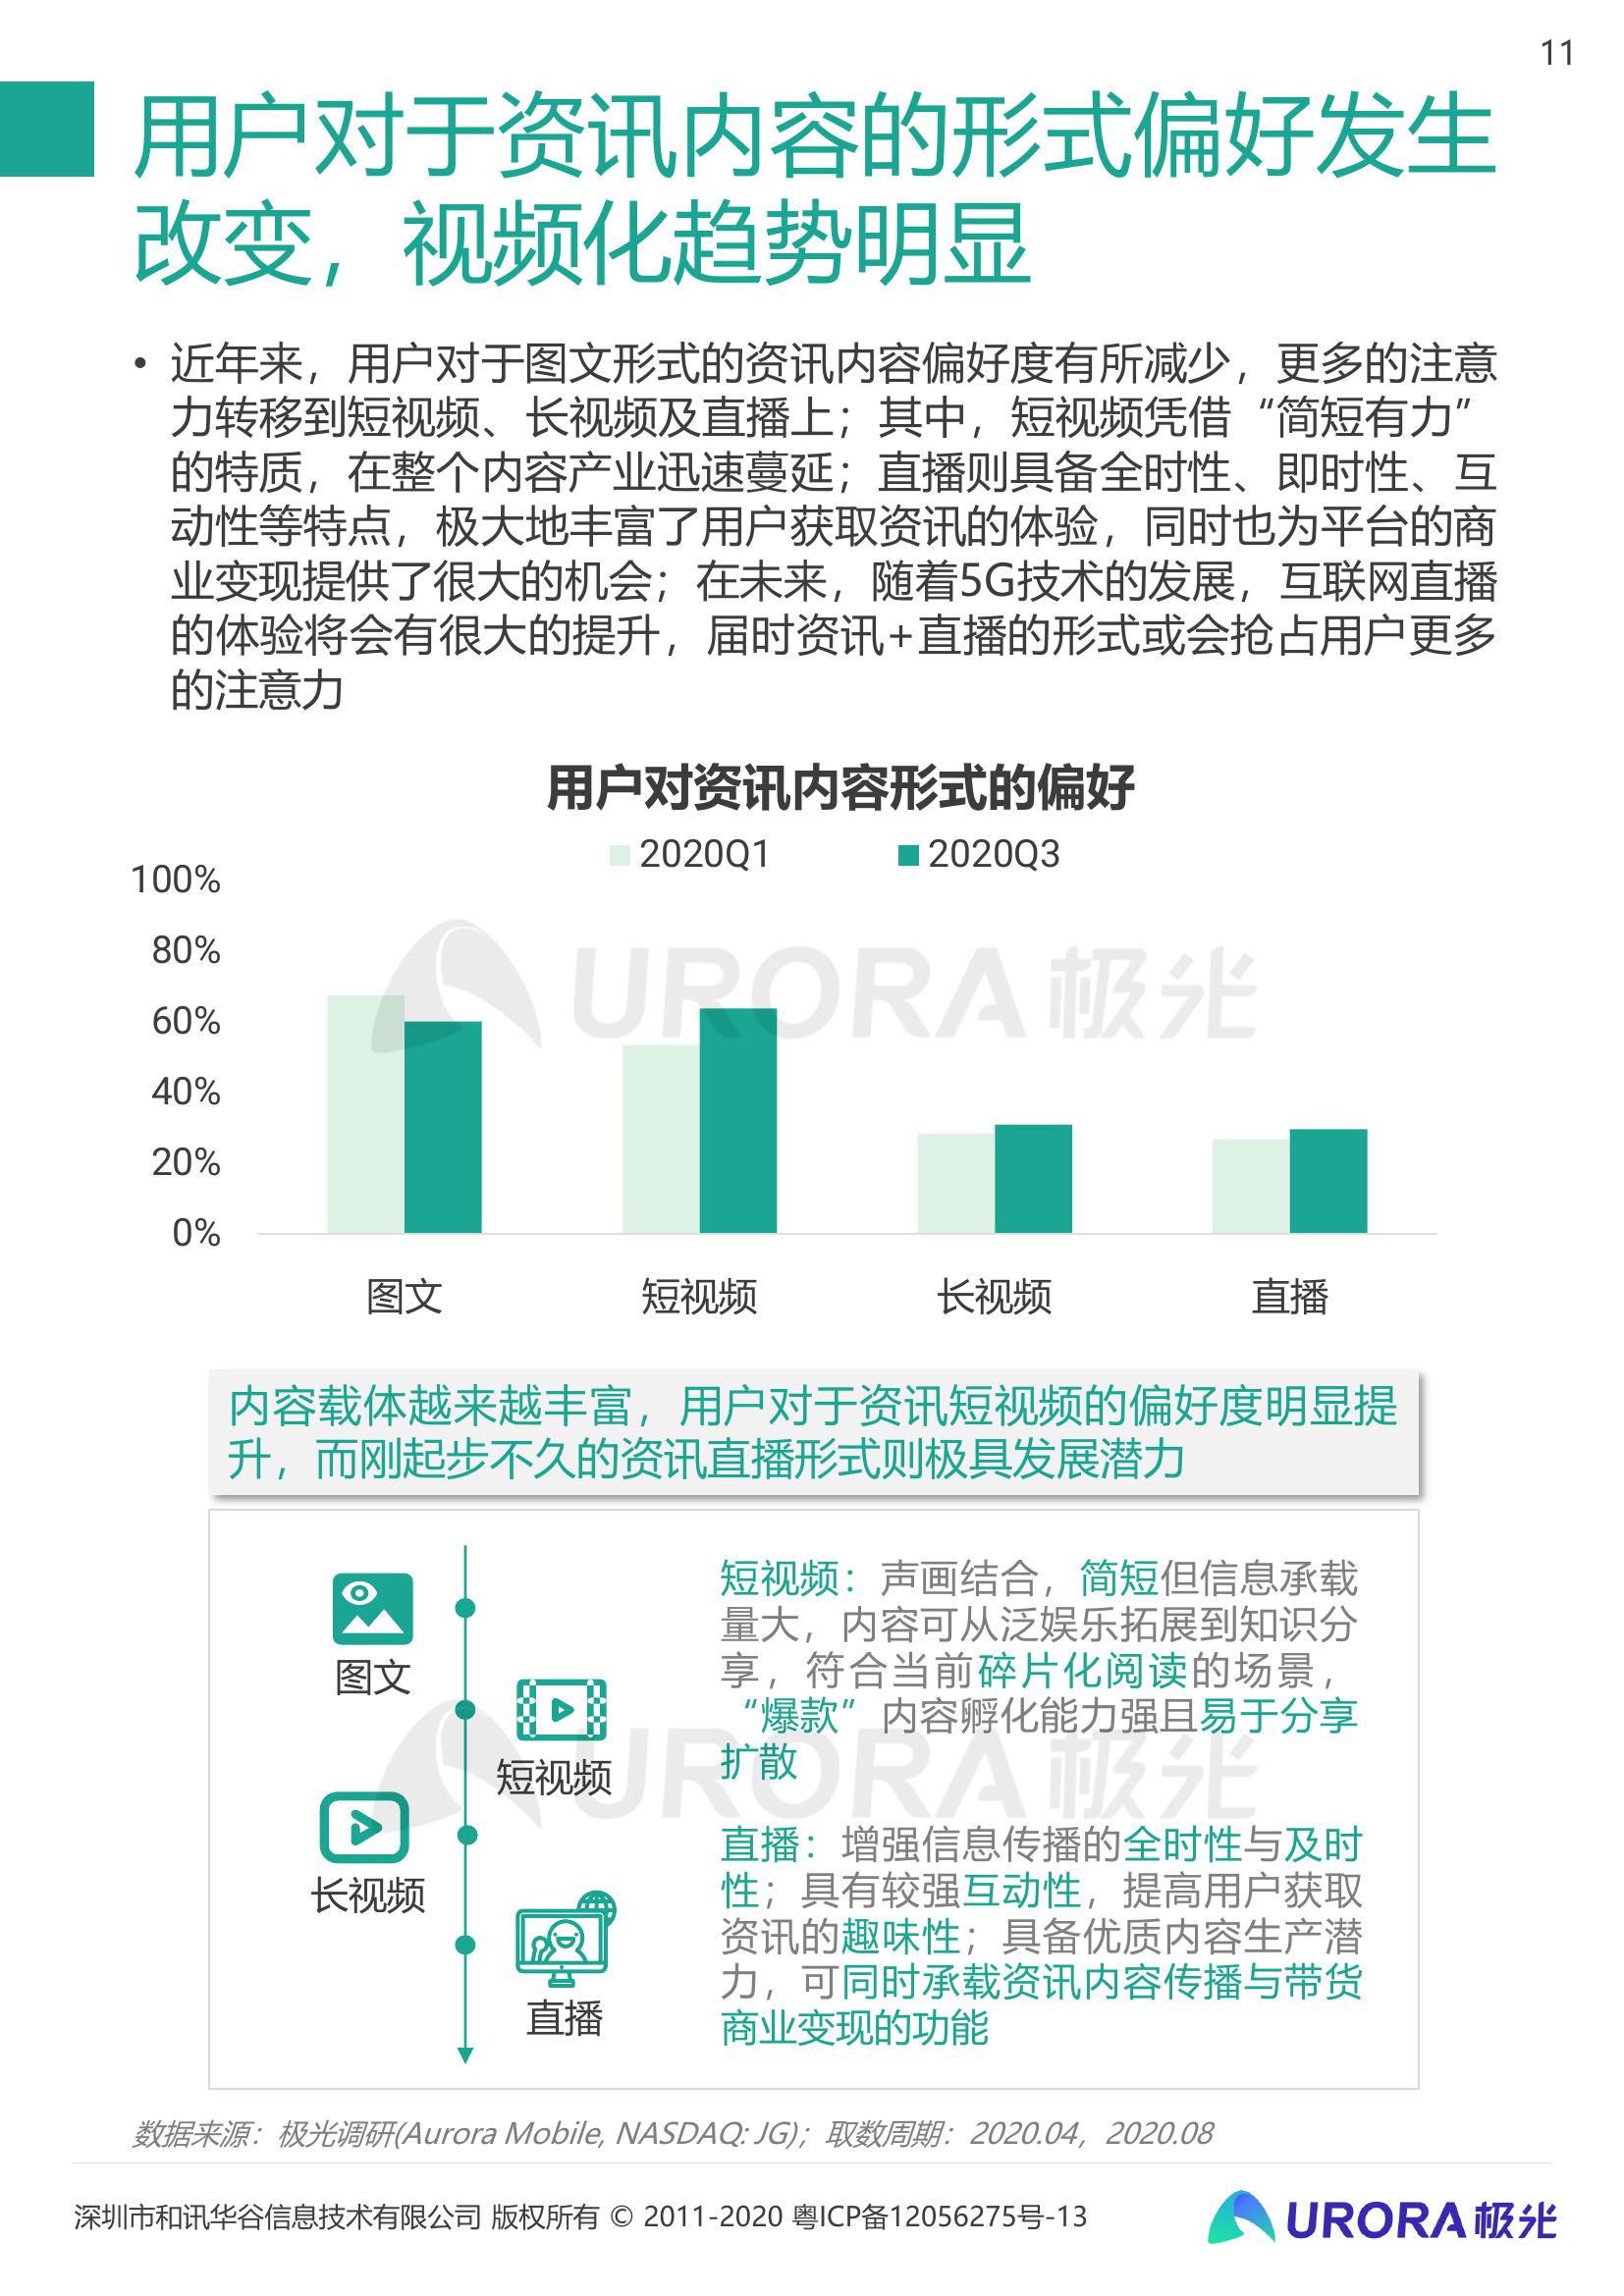 11
用户对于资讯内容的形式偏好发生
改变，视频化趋势明显
• 近年来，用户对于图文形式的资讯内容偏好度有所减少，更多的注意
力转移到短视频、长视频及直播上；其中，短视频凭借“简短有力”
的特质，在整个内容产业迅速蔓延；直播则具备全时性、即时性、互
动性等特点，极大地丰富了用户获取资讯的体验，同时也为平台的商
业变现提供了很大的机会；在未来，随着5G技术的发展，互联网直播
的体验将会有很大的提升，届时资讯+直播的形式或会抢占用户更多
的注意力
用户对资讯内容形式的偏好
2020Q1 2020Q3
100%
80%
60%
40%
20%
0%
URORA极光
图文 短视频 长视频 直播
内容载体越来越丰富，用户对于资讯短视频的偏好度明显提
升，而刚起步不久的资讯直播形式则极具发展潜力
图文
短视频
长视频
直播
短视频：声画结合，简短但信息承载
量大，内容可从泛娱乐拓展到知识分
享，符合当前碎片化阅读的场景，
“爆款”内容孵化能力强且易于分享
扩散
URORA极光
直播：增强信息传播的全时性与及时
性；具有较强互动性，提高用户获取
资讯的趣味性；具备优质内容生产潜
力，可同时承载资讯内容传播与带货
商业变现的功能
数据来源：极光调研(Aurora Mobile, NASDAQ: JG)；取数周期：2020.04，2020.08
深圳市和讯华谷信息技术有限公司 版权所有 © 2011-2020 粤ICP备12056275号-13
URORA极光